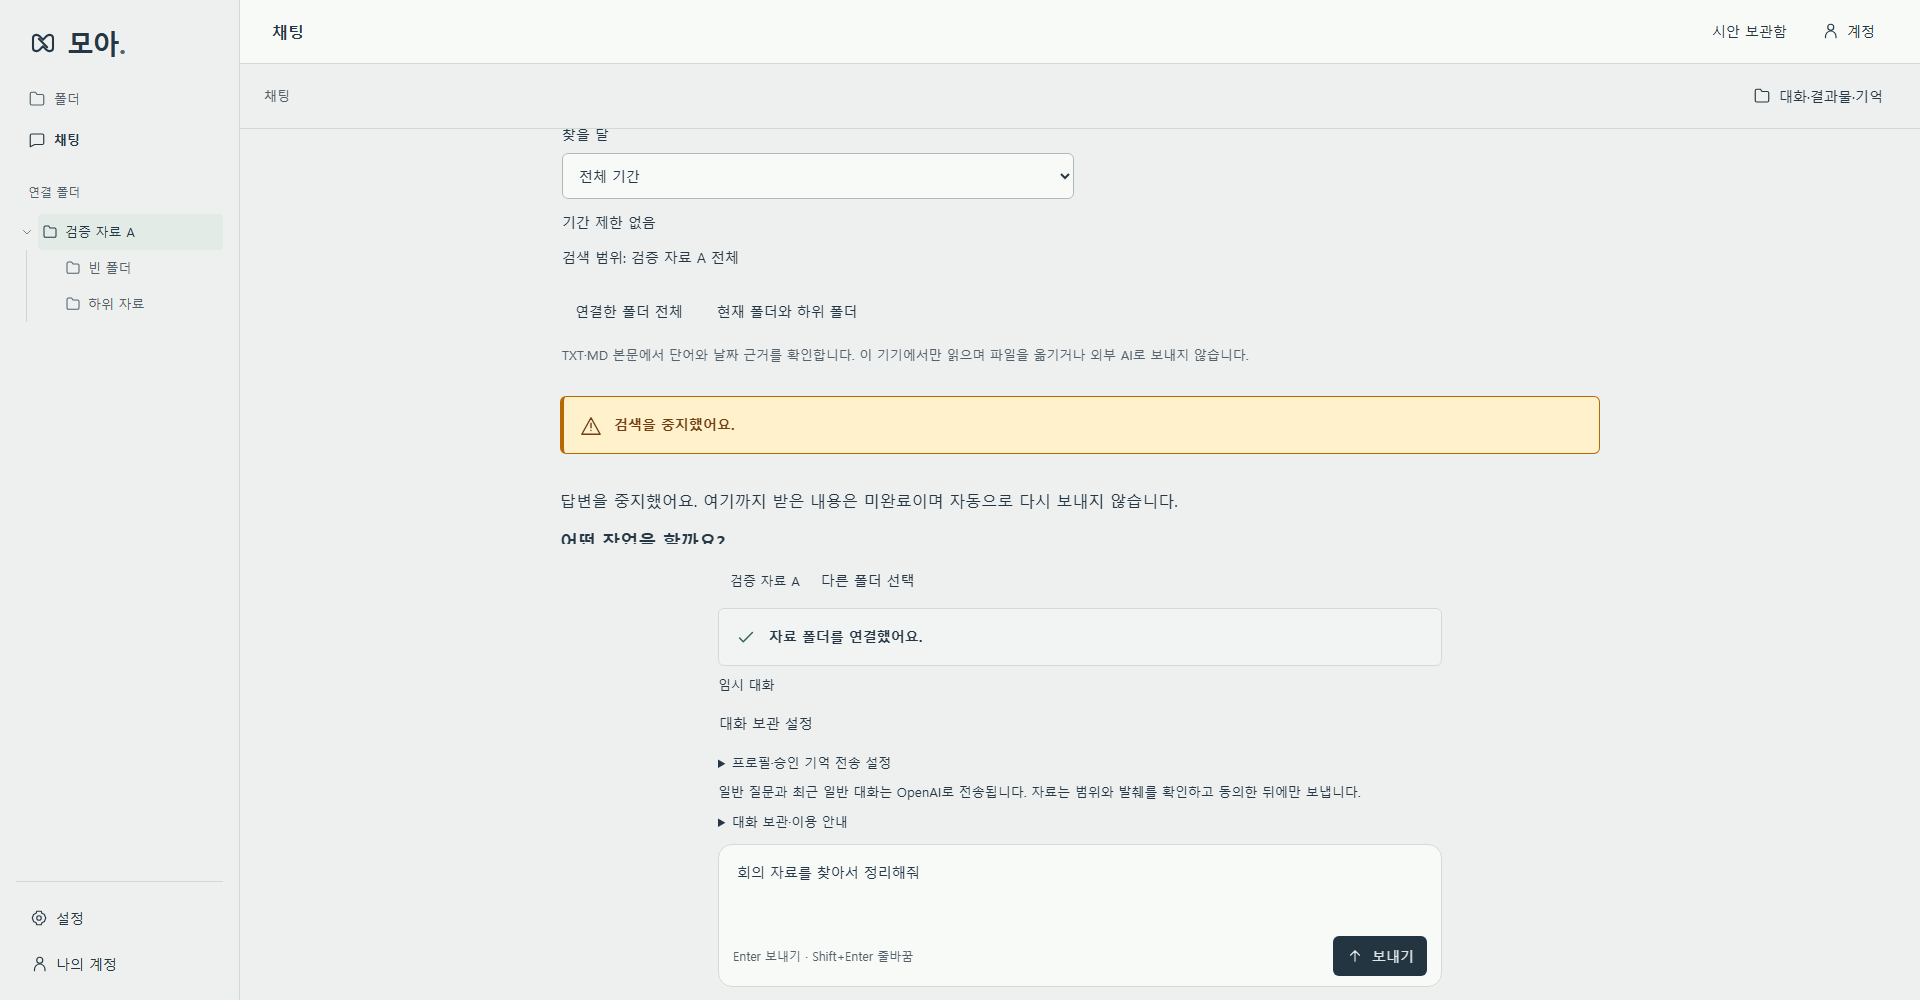 모아.
폴더
채팅
연결 폴더
검증 자료 A
빈 폴더
하위 자료
설정
나의 계정
채팅
시안 보관함
계정
채팅
대화·결과물·기억
찾을 달
전체 기간
기간 제한 없음
검색 범위: 검증 자료 A 전체
연결한 폴더 전체
현재 폴더와 하위 폴더
TXT·MD 본문에서 단어와 날짜 근거를 확인합니다. 이 기기에서만 읽으며 파일을 옮기거나 외부 AI로 보내지 않습니다.
검색을 중지했어요.
답변을 중지했어요. 여기까지 받은 내용은 미완료이며 자동으로 다시 보내지 않습니다.
어떤 작업을 할까요?
검증 자료 A 다른 폴더 선택
자료 폴더를 연결했어요.
임시 대화
대화 보관 설정
프로필·승인 기억 전송 설정
일반 질문과 최근 일반 대화는 OpenAI로 전송됩니다. 자료는 범위와 발췌를 확인하고 동의한 뒤에만 보냅니다.
대화 보관·이용 안내
회의 자료를 찾아서 정리해줘
Enter 보내기 · Shift+Enter 줄바꿈
보내기